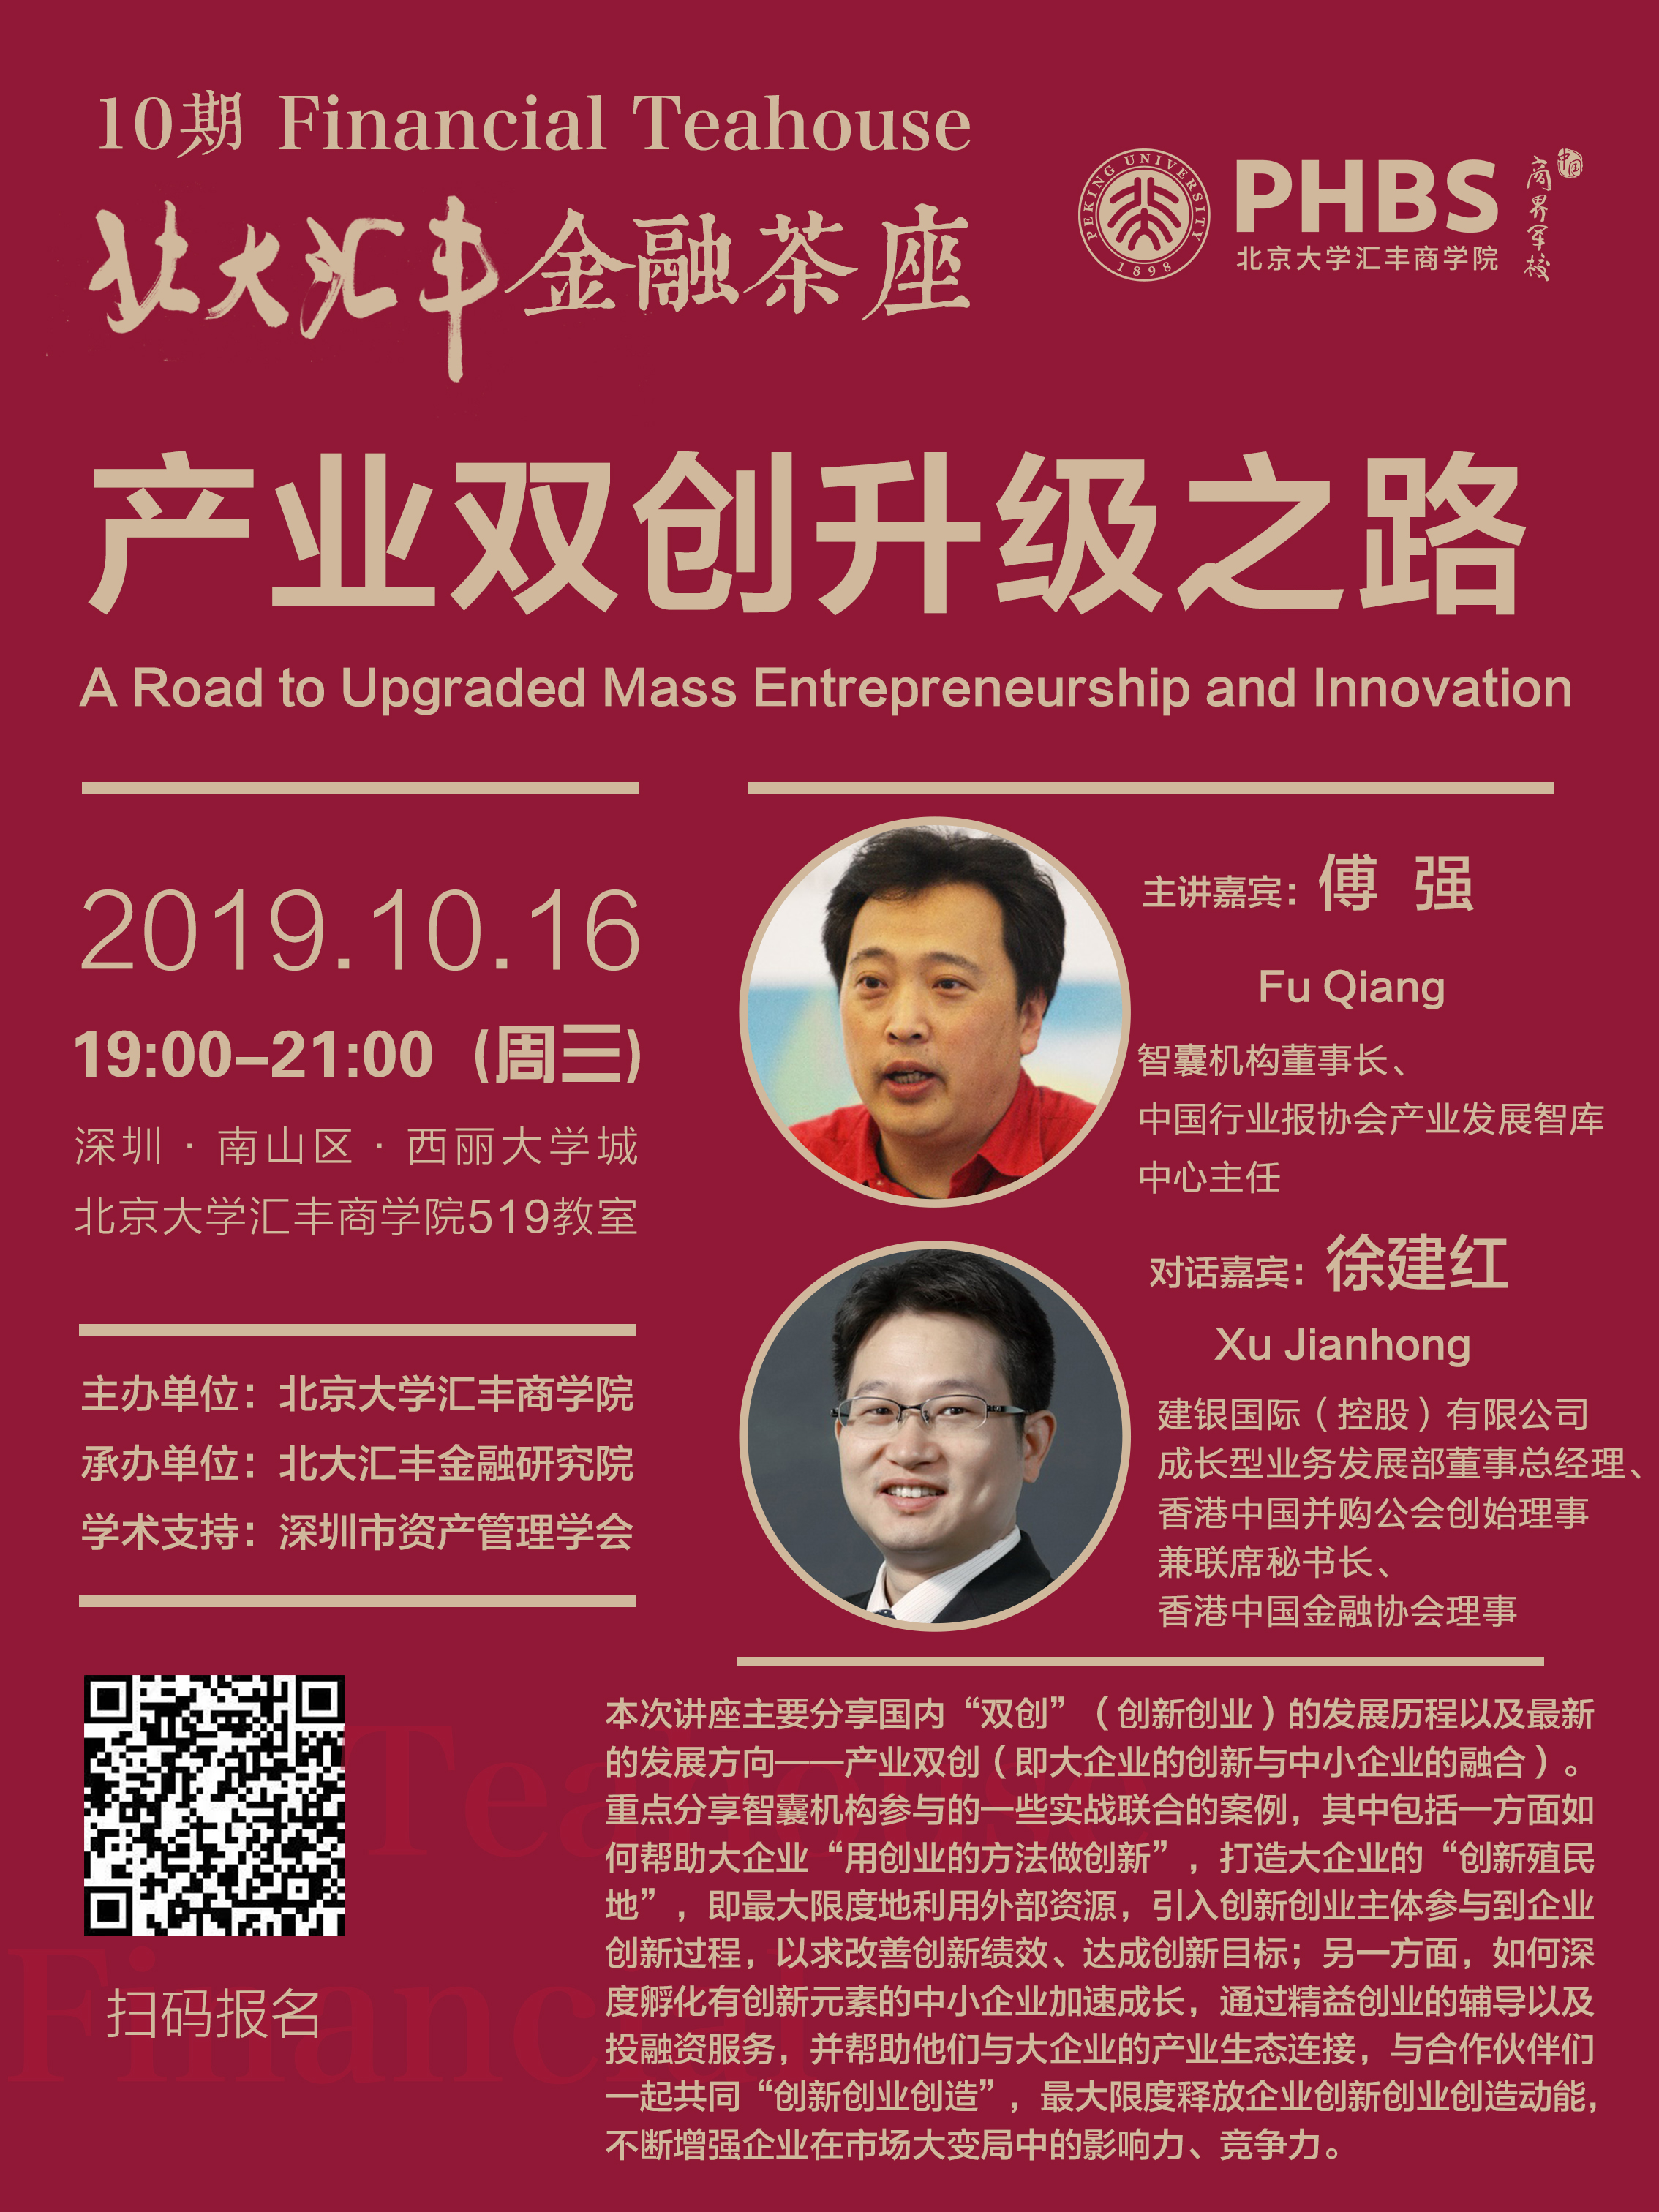 10期 Financial Teahouse
北大汇丰金融茶座
PEKING UNIVERSITY
1898
PHBS
北京大学汇丰商学院
商界军校
中国
产业双创升级之路
A Road to Upgraded Mass Entrepreneurship and Innovation
2019.10.16
19:00-21:00 (周三)
深圳·南山区·西丽大学城
北京大学汇丰商学院519教室
主办单位：北京大学汇丰商学院
承办单位：北大汇丰金融研究院
学术支持：深圳市资产管理学会
扫码报名
主讲嘉宾：傅 强
Fu Qiang
智囊机构董事长、
中国行业报协会产业发展智库
中心主任
对话嘉宾：徐建红
Xu Jianhong
建银国际（控股）有限公司
成长型业务发展部董事总经理、
香港中国并购公会创始理事
兼联席秘书长、
香港中国金融协会理事
本次讲座主要分享国内“双创”（创新创业）的发展历程以及最新
的发展方向——产业双创（即大企业的创新与中小企业的融合）。
重点分享智囊机构参与的一些实战联合的案例，其中包括一方面如
何帮助大企业“用创业的方法做创新”，打造大企业的“创新殖民
地”，即最大限度地利用外部资源，引入创新创业主体参与到企业
创新过程，以求改善创新绩效、达成创新目标；另一方面，如何深
度孵化有创新元素的中小企业加速成长，通过精益创业的辅导以及
投融资服务，并帮助他们与大企业的产业生态连接，与合作伙伴们
一起共同“创新创业创造”，最大限度释放企业创新创业创造动能，
不断增强企业在市场大变局中的影响力、竞争力。
Teahouse
Financial